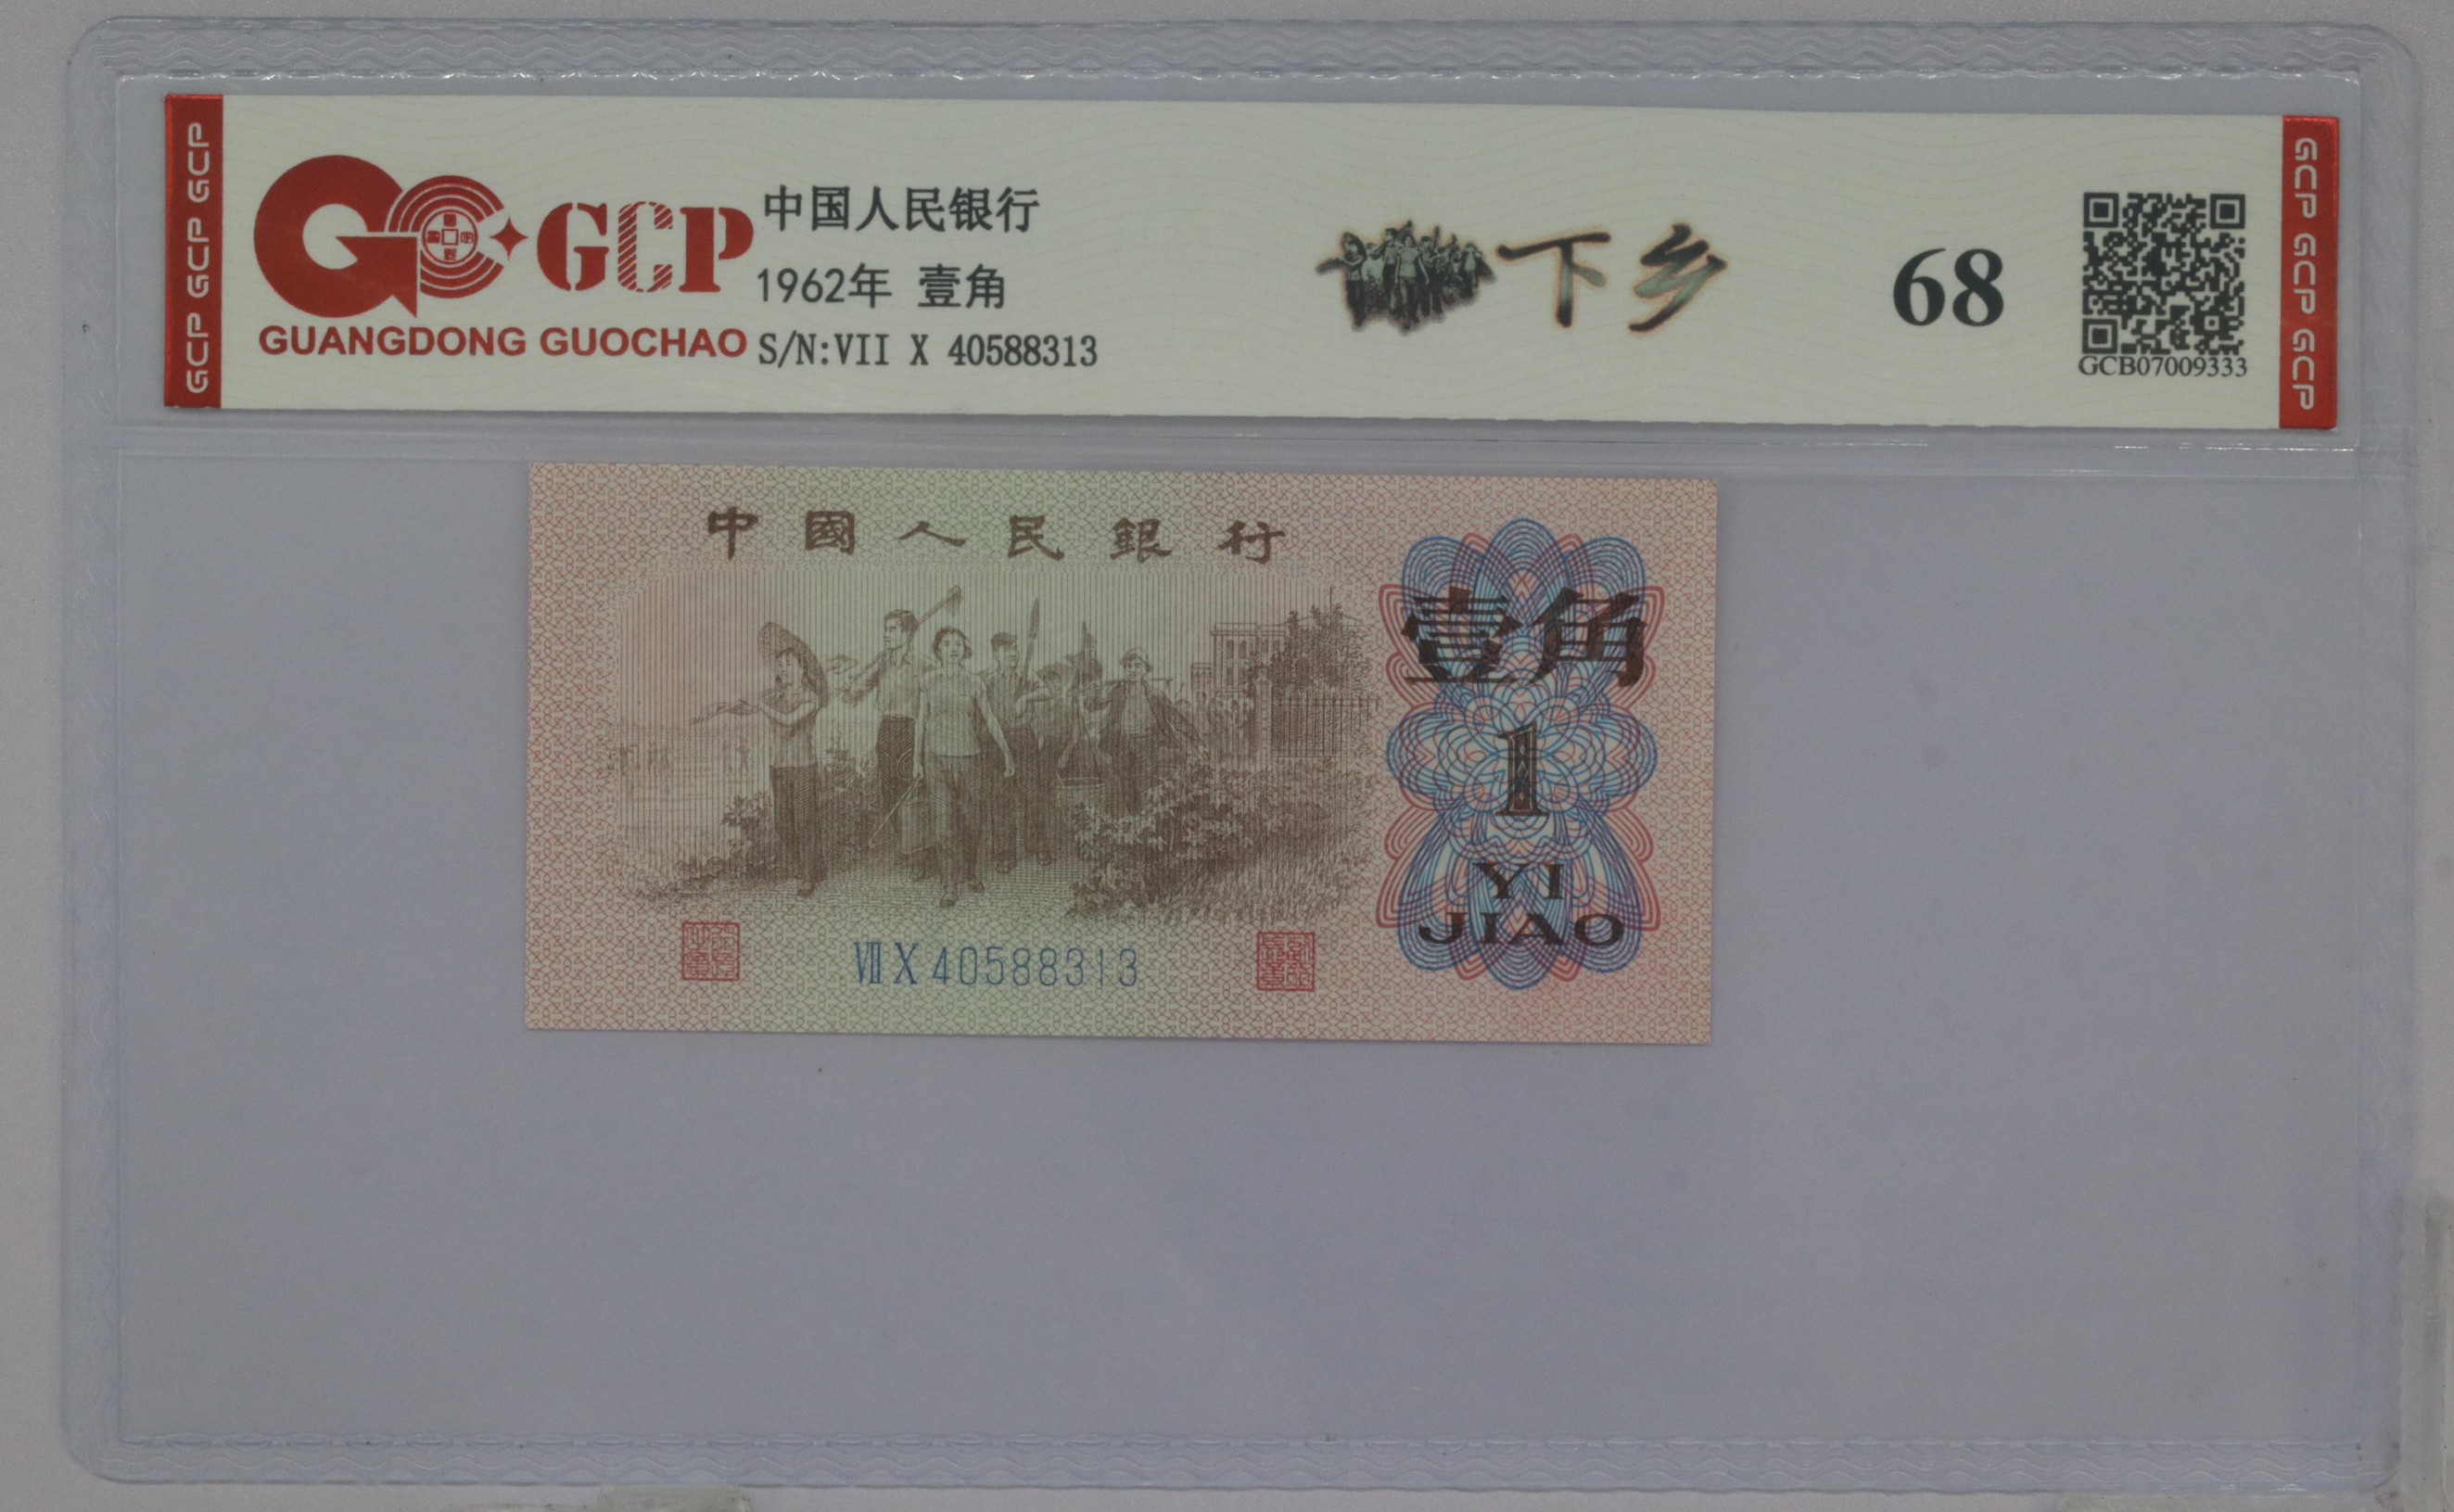 GCP GCP GCP
GCP
GUANGDONG GUOCHAO
中国人民银行
1962年 壹角
S/N:VII X 40588313
下乡
68
GCB07009333
GCP GCP GCP
中國人民銀行
壹角
1
YI
JIAO
VII X 40588313